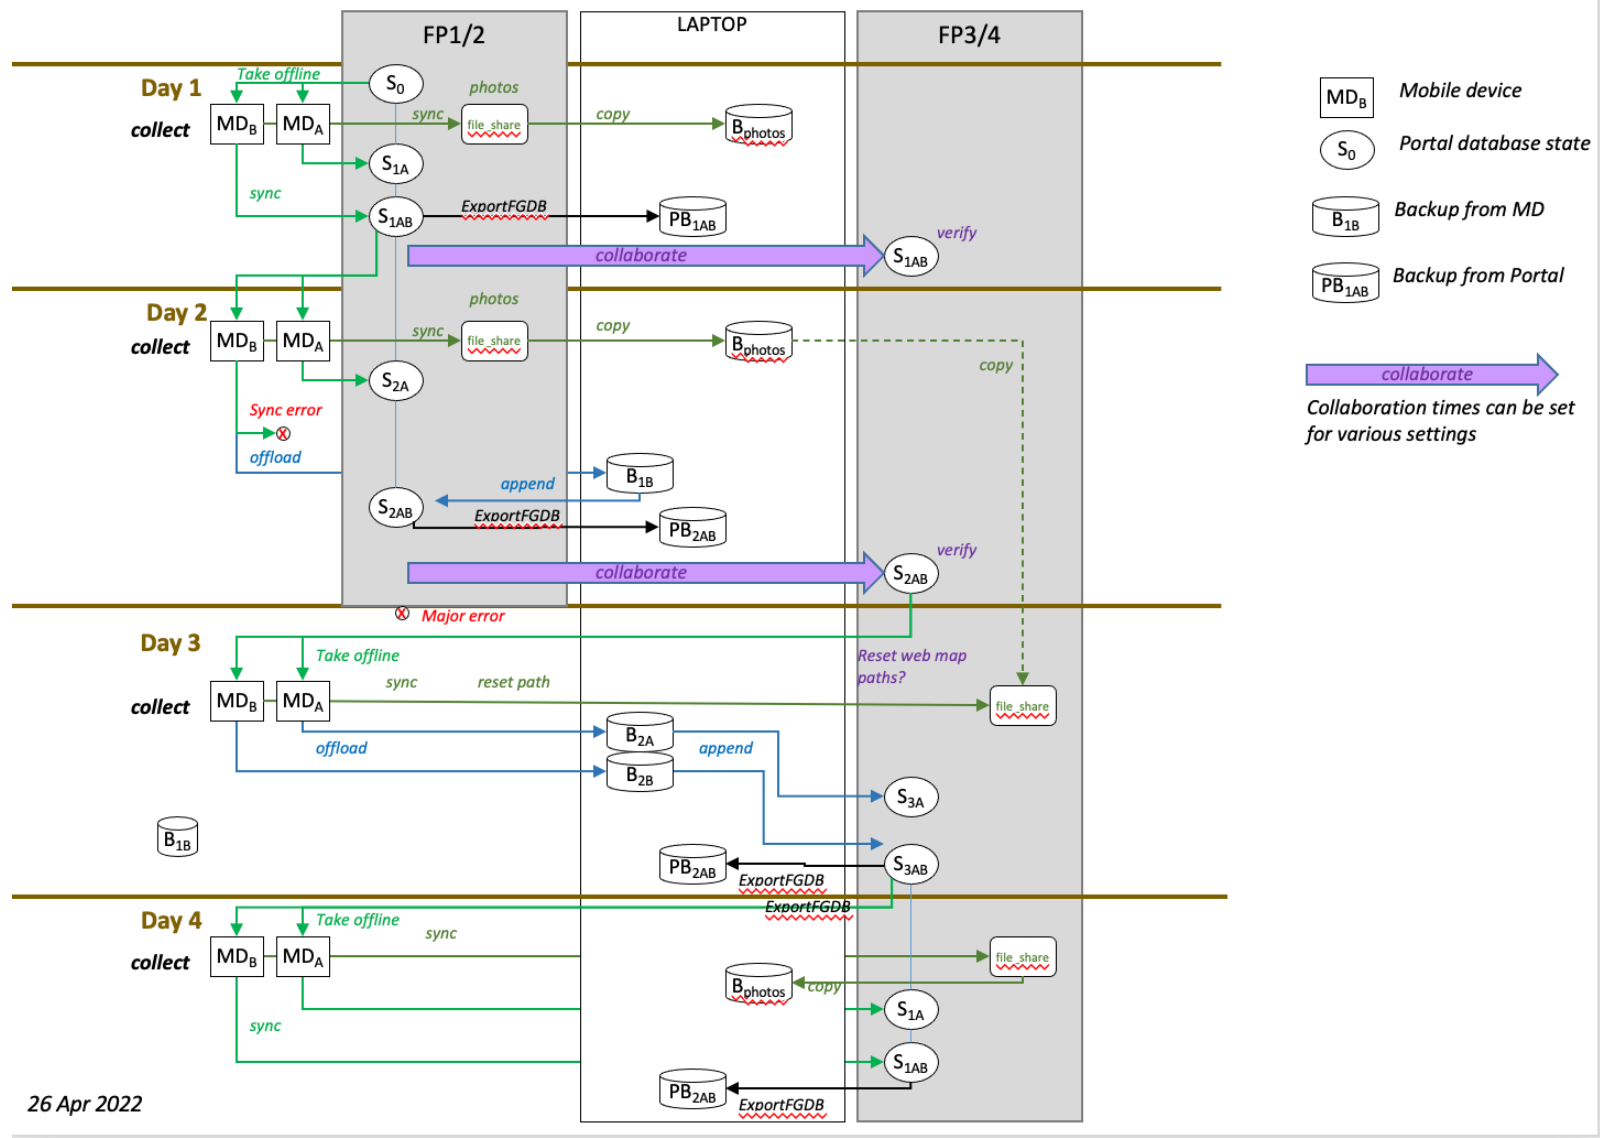 FP1/2
LAPTOP
FP3/4
Day 1
Take offline
S0
photos
collect
MDB
MDA
sync
file_share
copy
Bphotos
S1A
sync
S1AB
ExportFGDB
PB1AB
collaborate
S1AB
verify
Day 2
photos
collect
MDB
MDA
sync
file_share
copy
Bphotos
copy
S2A
Sync error
X
offload
B1B
append
S2AB
ExportFGDB
PB2AB
verify
collaborate
S2AB
X
Major error
Day 3
Take offline
Reset web map
paths?
collect
MDB
MDA
sync
reset path
file_share
offload
B2A
append
B2B
S3A
B1B
PB2AB
S3AB
ExportFGDB
ExportFGDB
Day 4
Take offline
sync
collect
MDB
MDA
file_share
Bphotos
copy
S1A
sync
S1AB
PB2AB
ExportFGDB
26 Apr 2022
MDB
Mobile device
S0
Portal database state
B1B
Backup from MD
PB1AB
Backup from Portal
collaborate
Collaboration times can be set
for various settings